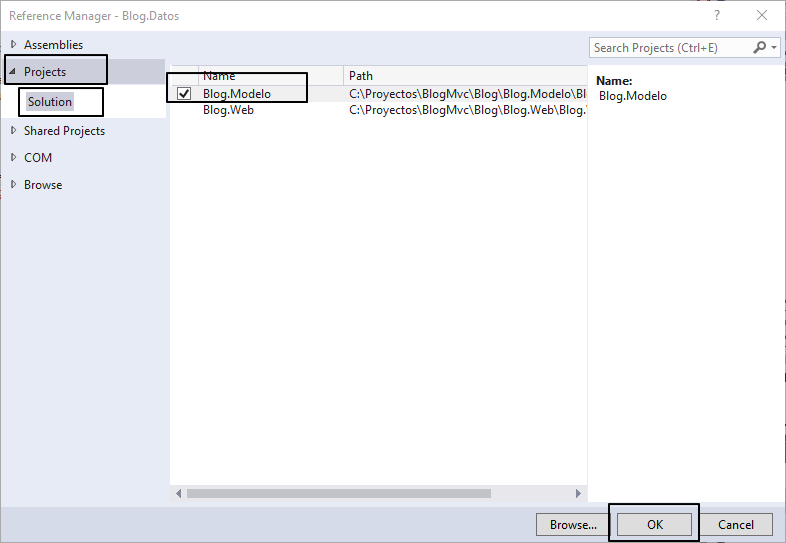 Reference Manager - Blog.Datos
? 
Assemblies
Projects
Solution
Shared Projects
COM
Browse
Name Path
Blog.Modelo C:\Proyectos\BlogMvc\Blog\Blog.Modelo\Bl
Blog.Web C:\Proyectos\BlogMvc\Blog\Blog.Web\Blog.
Search Projects (Ctrl+E)
Name:
Blog.Modelo
Browse... OK Cancel